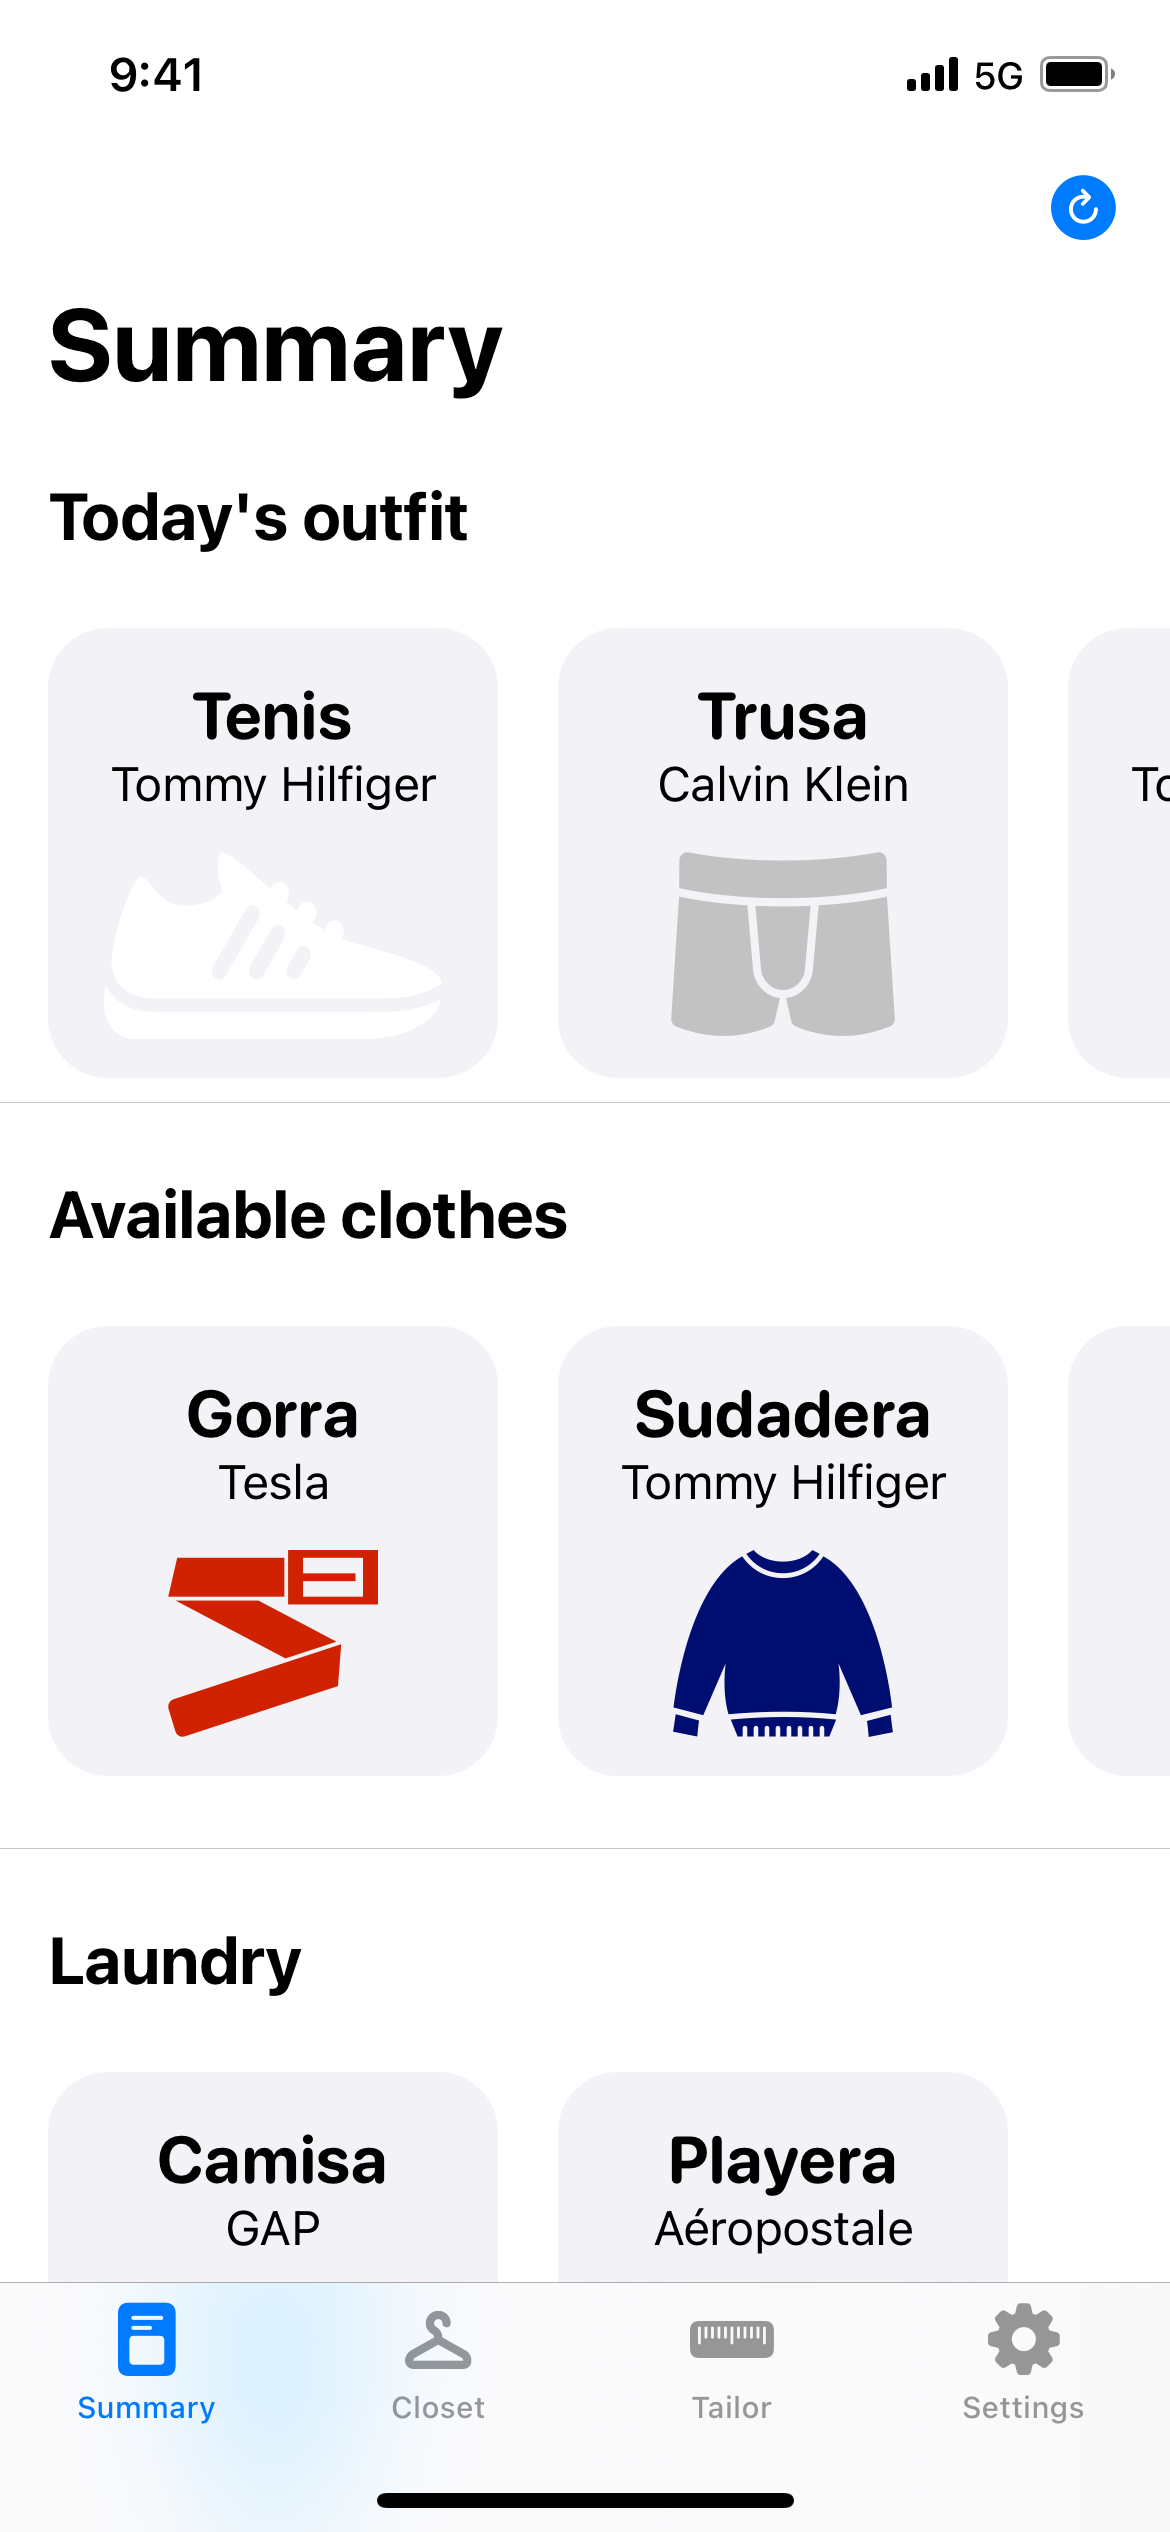 9:41
5G
Summary
Today's outfit
Tenis
Tommy Hilfiger
Trusa
Calvin Klein
Available clothes
Gorra
Tesla
Sudadera
Tommy Hilfiger
Laundry
Camisa
GAP
Playera
Aéropostale
Summary
Closet
Tailor
Settings